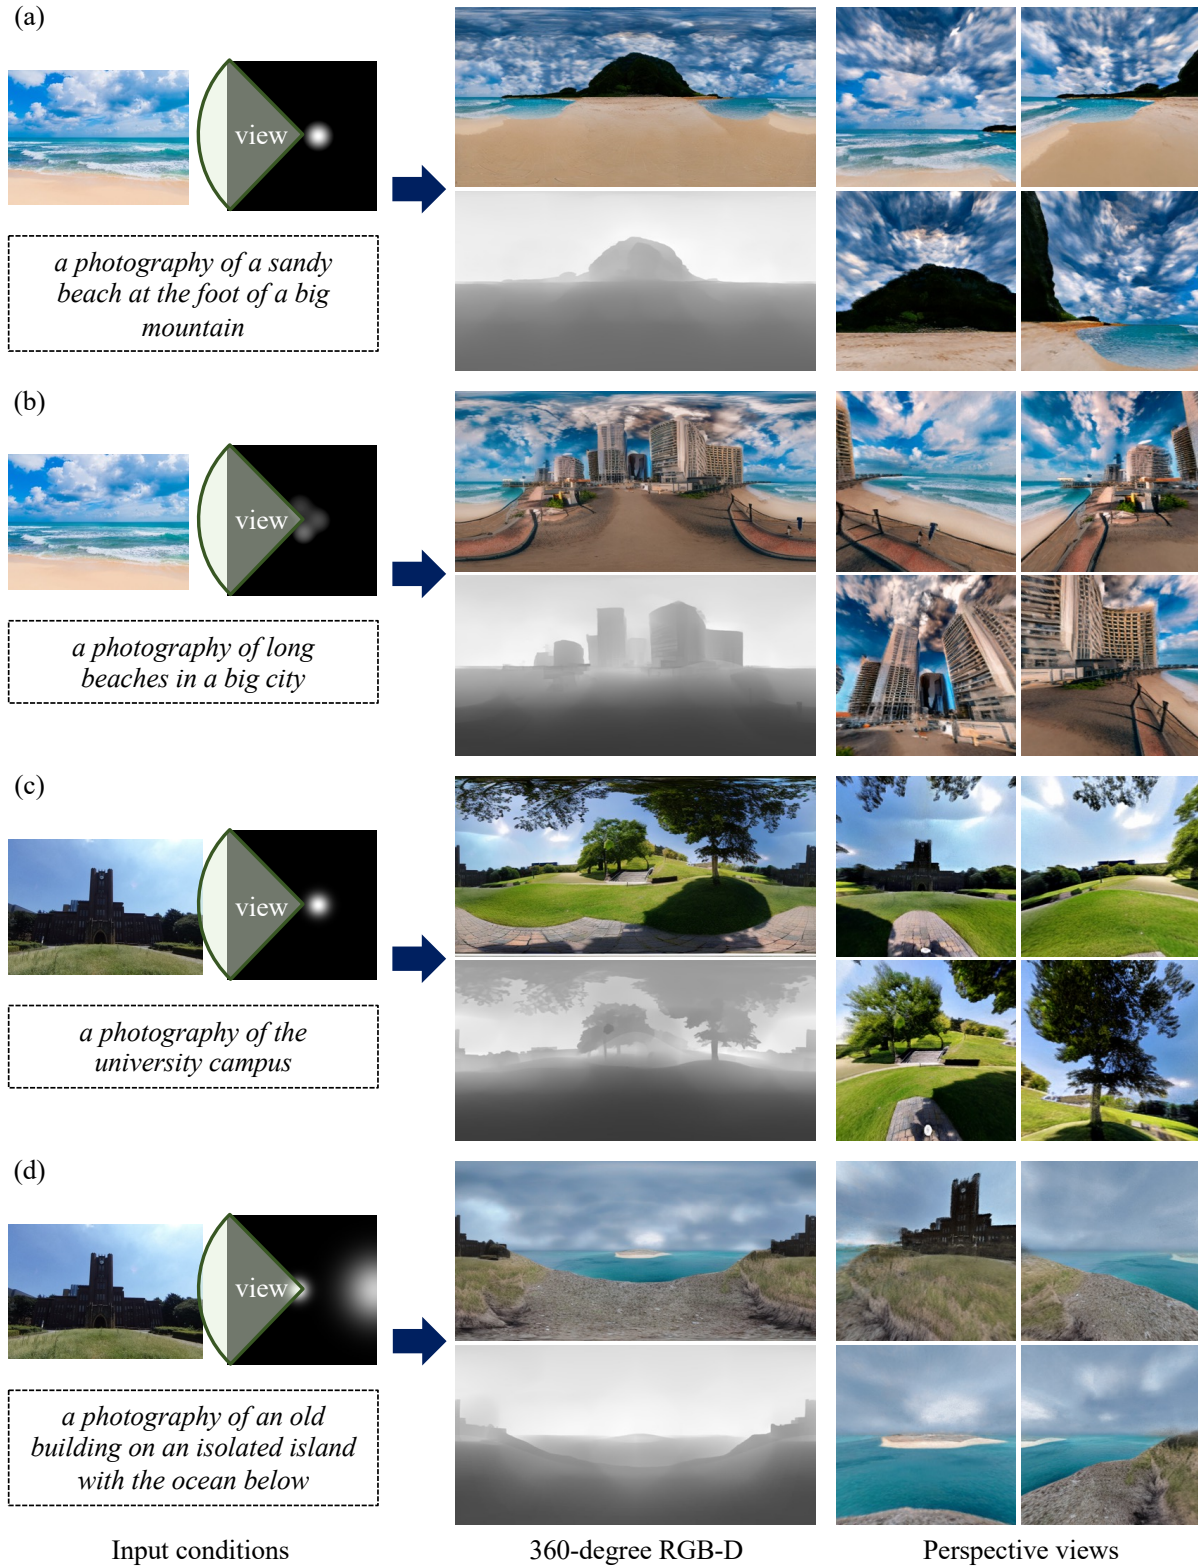 (a)
view
a photography of a sandy
beach at the foot of a big
mountain
(b)
view
a photography of long
beaches in a big city
(c)
view
a photography of the
university campus
(d)
view
a photography of an old
building on an isolated island
with the ocean below
Input conditions
360-degree RGB-D
Perspective views